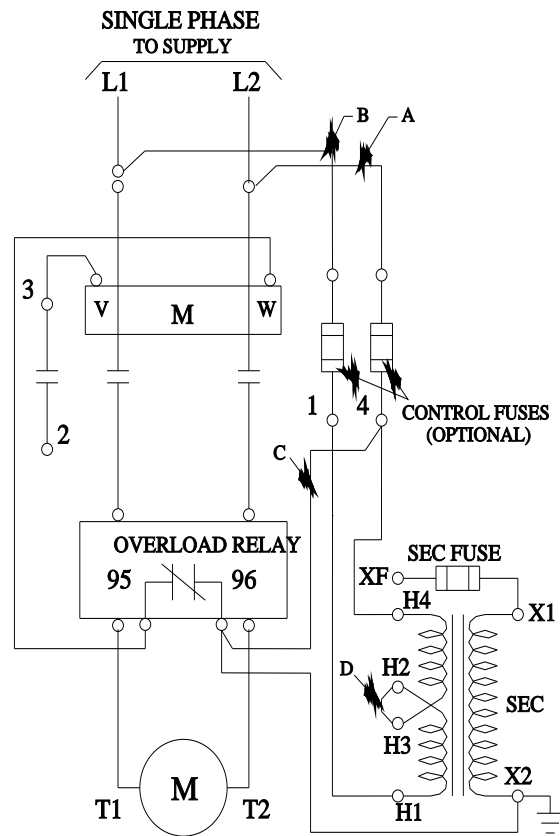 SINGLE PHASE
TO SUPPLY
L1 L2
B A
3
V M W
1 4
CONTROL FUSES
(OPTIONAL)
2
C
OVERLOAD RELAY
95 96
SEC FUSE
XF
H4 X1
D H2
SEC
H3
X2
H1
T1 M T2